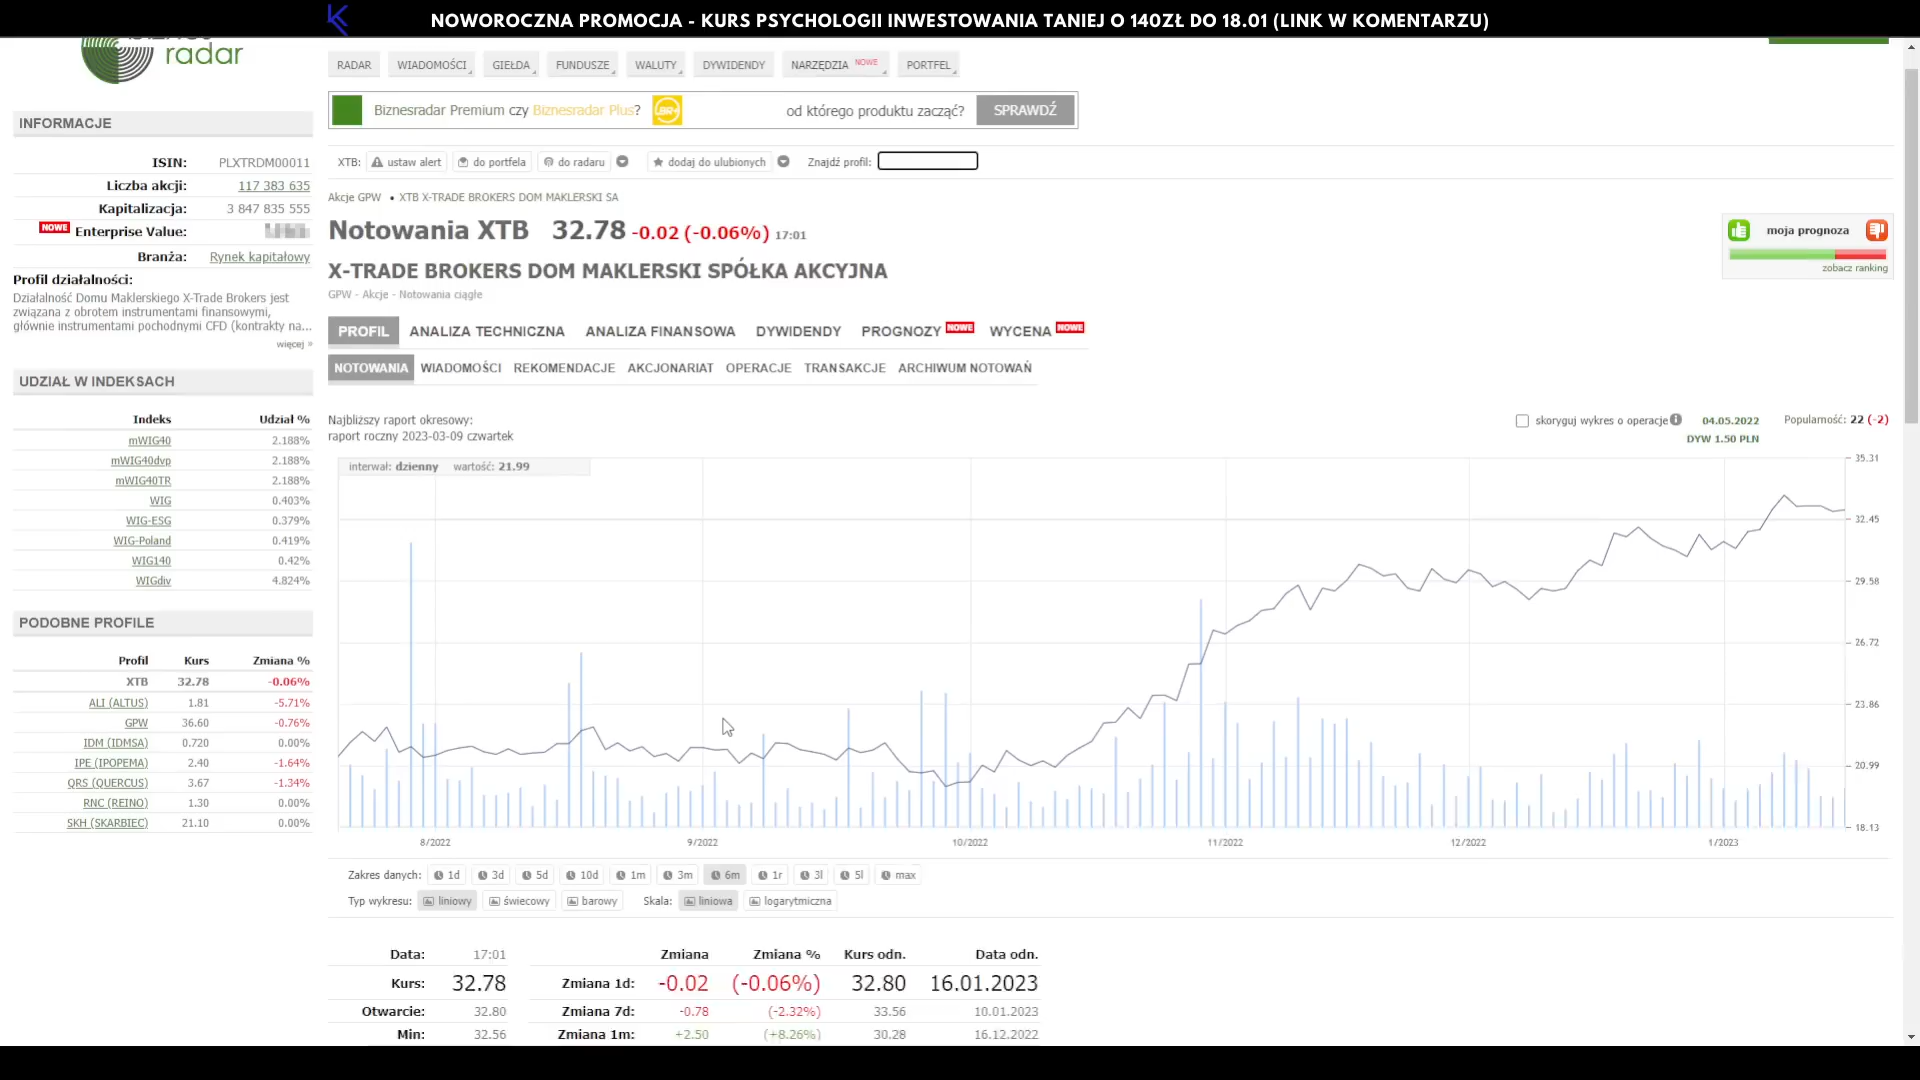 NOWOROCZNA PROMOCJA - KURS PSYCHOLOGII INWESTOWANIA TANIEJ O 140ZŁ DO 18.01 (LINK W KOMENTARZU)
radar
RADAR WIADOMOŚCI GIEŁDA FUNDUSZE WALUTY DYWIDENDY NARZĘDZIA NOWE PORTFEL
Biznesradar Premium czy Biznesradar Plus? BR+ od którego produktu zacząć? SPRAWDŹ
XTB: ustaw alert do portfela do radaru dodaj do ulubionych Znajdź profil:
Akcje GPW • XTB X-TRADE BROKERS DOM MAKLERSKI SA
Notowania XTB 32.78 -0.02 (-0.06%) 17:01
X-TRADE BROKERS DOM MAKLERSKI SPÓŁKA AKCYJNA
GPW - Akcje - Notowania ciągłe
moja prognoza
zobacz ranking
PROFIL ANALIZA TECHNICZNA ANALIZA FINANSOWA DYWIDENDY PROGNOZY NOWE WYCENA NOWE
NOTOWANIA WIADOMOŚCI REKOMENDACJE AKCJONARIAT OPERACJE TRANSAKCJE ARCHIWUM NOTOWAŃ
INFORMACJE
ISIN: PLXTRDM00011
Liczba akcji: 117 383 635
Kapitalizacja: 3 847 835 555
NOWE Enterprise Value:
Branża: Rynek kapitałowy
Profil działalności:
Działalność Domu Maklerskiego X-Trade Brokers jest
związana z obrotem instrumentami finansowymi,
głównie instrumentami pochodnymi CFD (kontrakty na...
więcej »
UDZIAŁ W INDEKSACH
Indeks Udział %
mWIG40 2.188%
mWIG40dvp 2.188%
mWIG40TR 2.188%
WIG 0.403%
WIG-ESG 0.379%
WIG-Poland 0.419%
WIG140 0.42%
WIGdiv 4.824%
PODOBNE PROFILE
Profil Kurs Zmiana %
XTB 32.78 -0.06%
ALI (ALTUS) 1.81 -5.71%
GPW 36.60 -0.76%
IDM (IDMSA) 0.720 0.00%
IPE (IPOPEMA) 2.40 -1.64%
QRS (QUERCUS) 3.67 -1.34%
RNC (REINO) 1.30 0.00%
SKH (SKARBIEC) 21.10 0.00%
Najbliższy raport okresowy:
raport roczny 2023-03-09 czwartek
skoryguj wykres o operacje 04.05.2022 Popularność: 22 (-2)
DYW 1.50 PLN
interwał: dzienny wartość: 21.99
35.31
32.45
29.58
26.72
23.86
20.99
18.13
8/2022 9/2022 10/2022 11/2022 12/2022 1/2023
Zakres danych: 1d 3d 5d 10d 1m 3m 6m 1r 3l 5l max
Typ wykresu: liniowy świecowy barowy Skala: liniowa logarytmiczna
Data: 17:01 Zmiana Zmiana % Kurs odn. Data odn.
Kurs: 32.78 Zmiana 1d: -0.02 (-0.06%) 32.80 16.01.2023
Otwarcie: 32.80 Zmiana 7d: -0.78 (-2.32%) 33.56 10.01.2023
Min: 32.56 Zmiana 1m: +2.50 (+8.26%) 30.28 16.12.2022